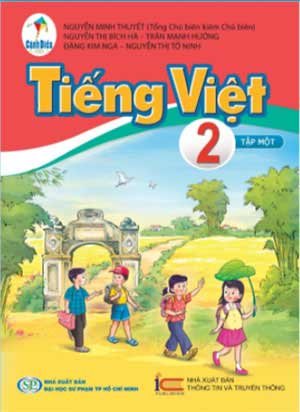 NGUYỄN MINH THUYẾT (Tổng Chủ biên kiêm Chủ biên)
NGUYỄN THỊ BÍCH HÀ – TRẦN MẠNH HƯỞNG
ĐẶNG KIM NGA – NGUYỄN THỊ TỐ NINH
Cánh Diều
Tiếng Việt
2
TẬP MỘT
SP
NHÀ XUẤT BẢN
ĐẠI HỌC SƯ PHẠM TP HỒ CHÍ MINH
NHÀ XUẤT BẢN
THÔNG TIN VÀ TRUYỀN THÔNG